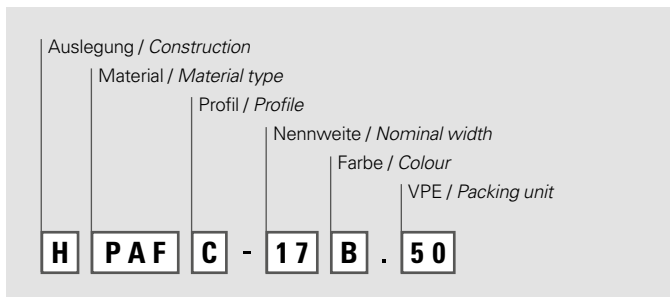 Auslegung / Construction
Material / Material type
Profil / Profile
Nennweite / Nominal width
Farbe / Colour
VPE / Packing unit
H PAF C - 17 B . 50